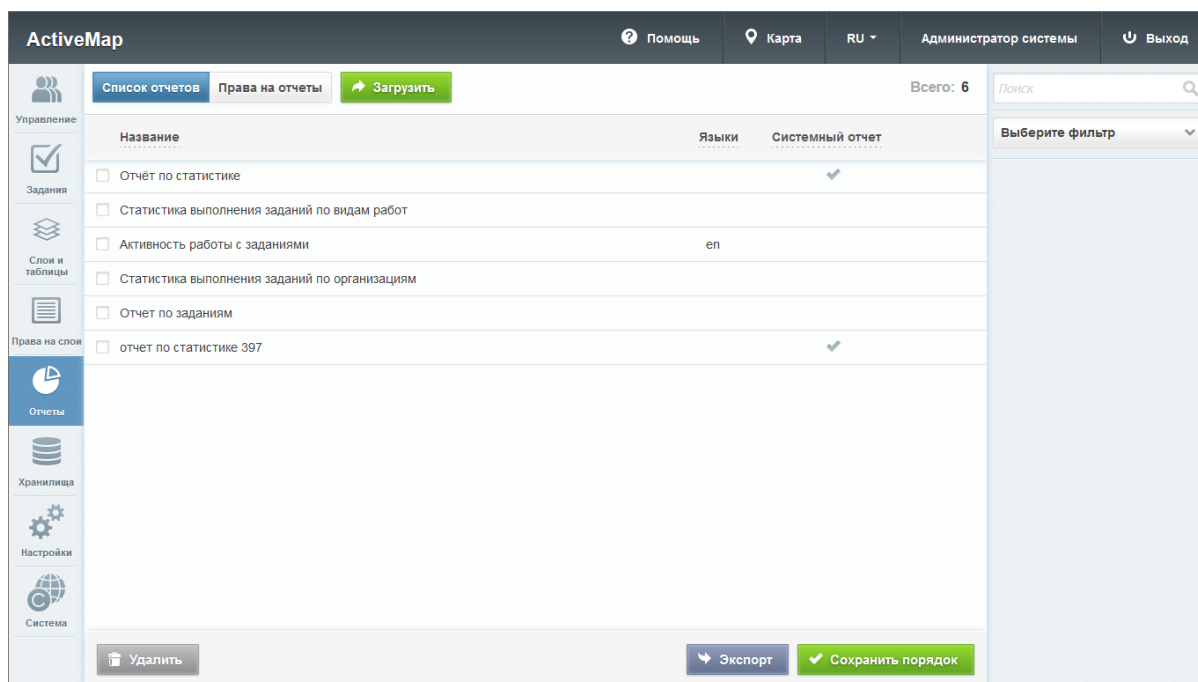 ActiveMap
Помощь
Карта
RU
Администратор системы
Выход
Управление
Задания
Слои и
таблицы
Права на слои
Отчеты
Хранилища
Настройки
Система
Список отчетов
Права на отчеты
Загрузить
Всего: 6
Название
Языки
Системный отчет
Отчёт по статистике
Статистика выполнения заданий по видам работ
Активность работы с заданиями
en
Статистика выполнения заданий по организациям
Отчет по заданиям
отчет по статистике 397
Удалить
Экспорт
Сохранить порядок
Поиск
Выберите фильтр